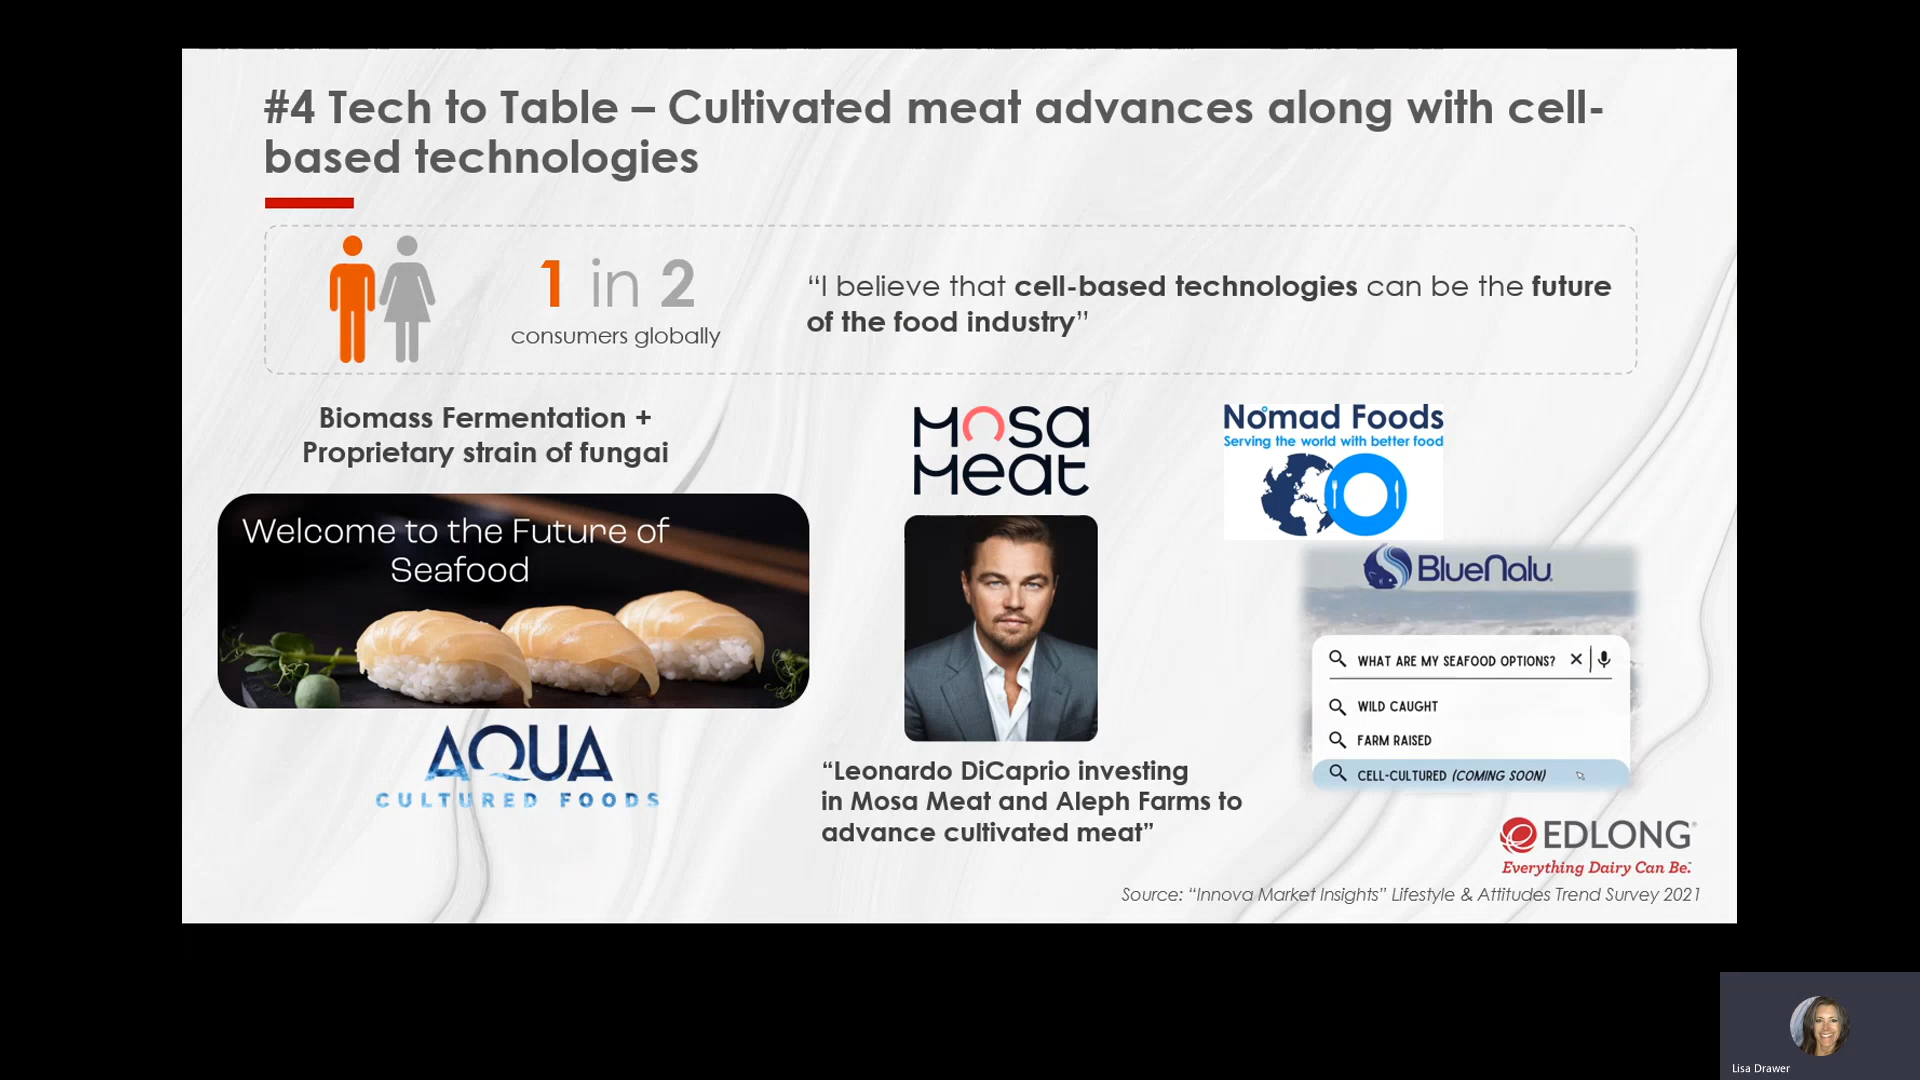 #4 Tech to Table – Cultivated meat advances along with cell-
based technologies
1 in 2
consumers globally
“I believe that cell-based technologies can be the future
of the food industry”
Biomass Fermentation +
Proprietary strain of fungai
Welcome to the Future of
Seafood
AQUA
CULTURED FOODS
Mosa
Meat
“Leonardo DiCaprio investing
in Mosa Meat and Aleph Farms to
advance cultivated meat”
Nomad Foods
Serving the world with better food
BlueNalu
WHAT ARE MY SEAFOOD OPTIONS?
WILD CAUGHT
FARM RAISED
CELL-CULTURED (COMING SOON)
EDLONG®
Everything Dairy Can Be.™
Source: “Innova Market Insights” Lifestyle & Attitudes Trend Survey 2021
Lisa Drawer